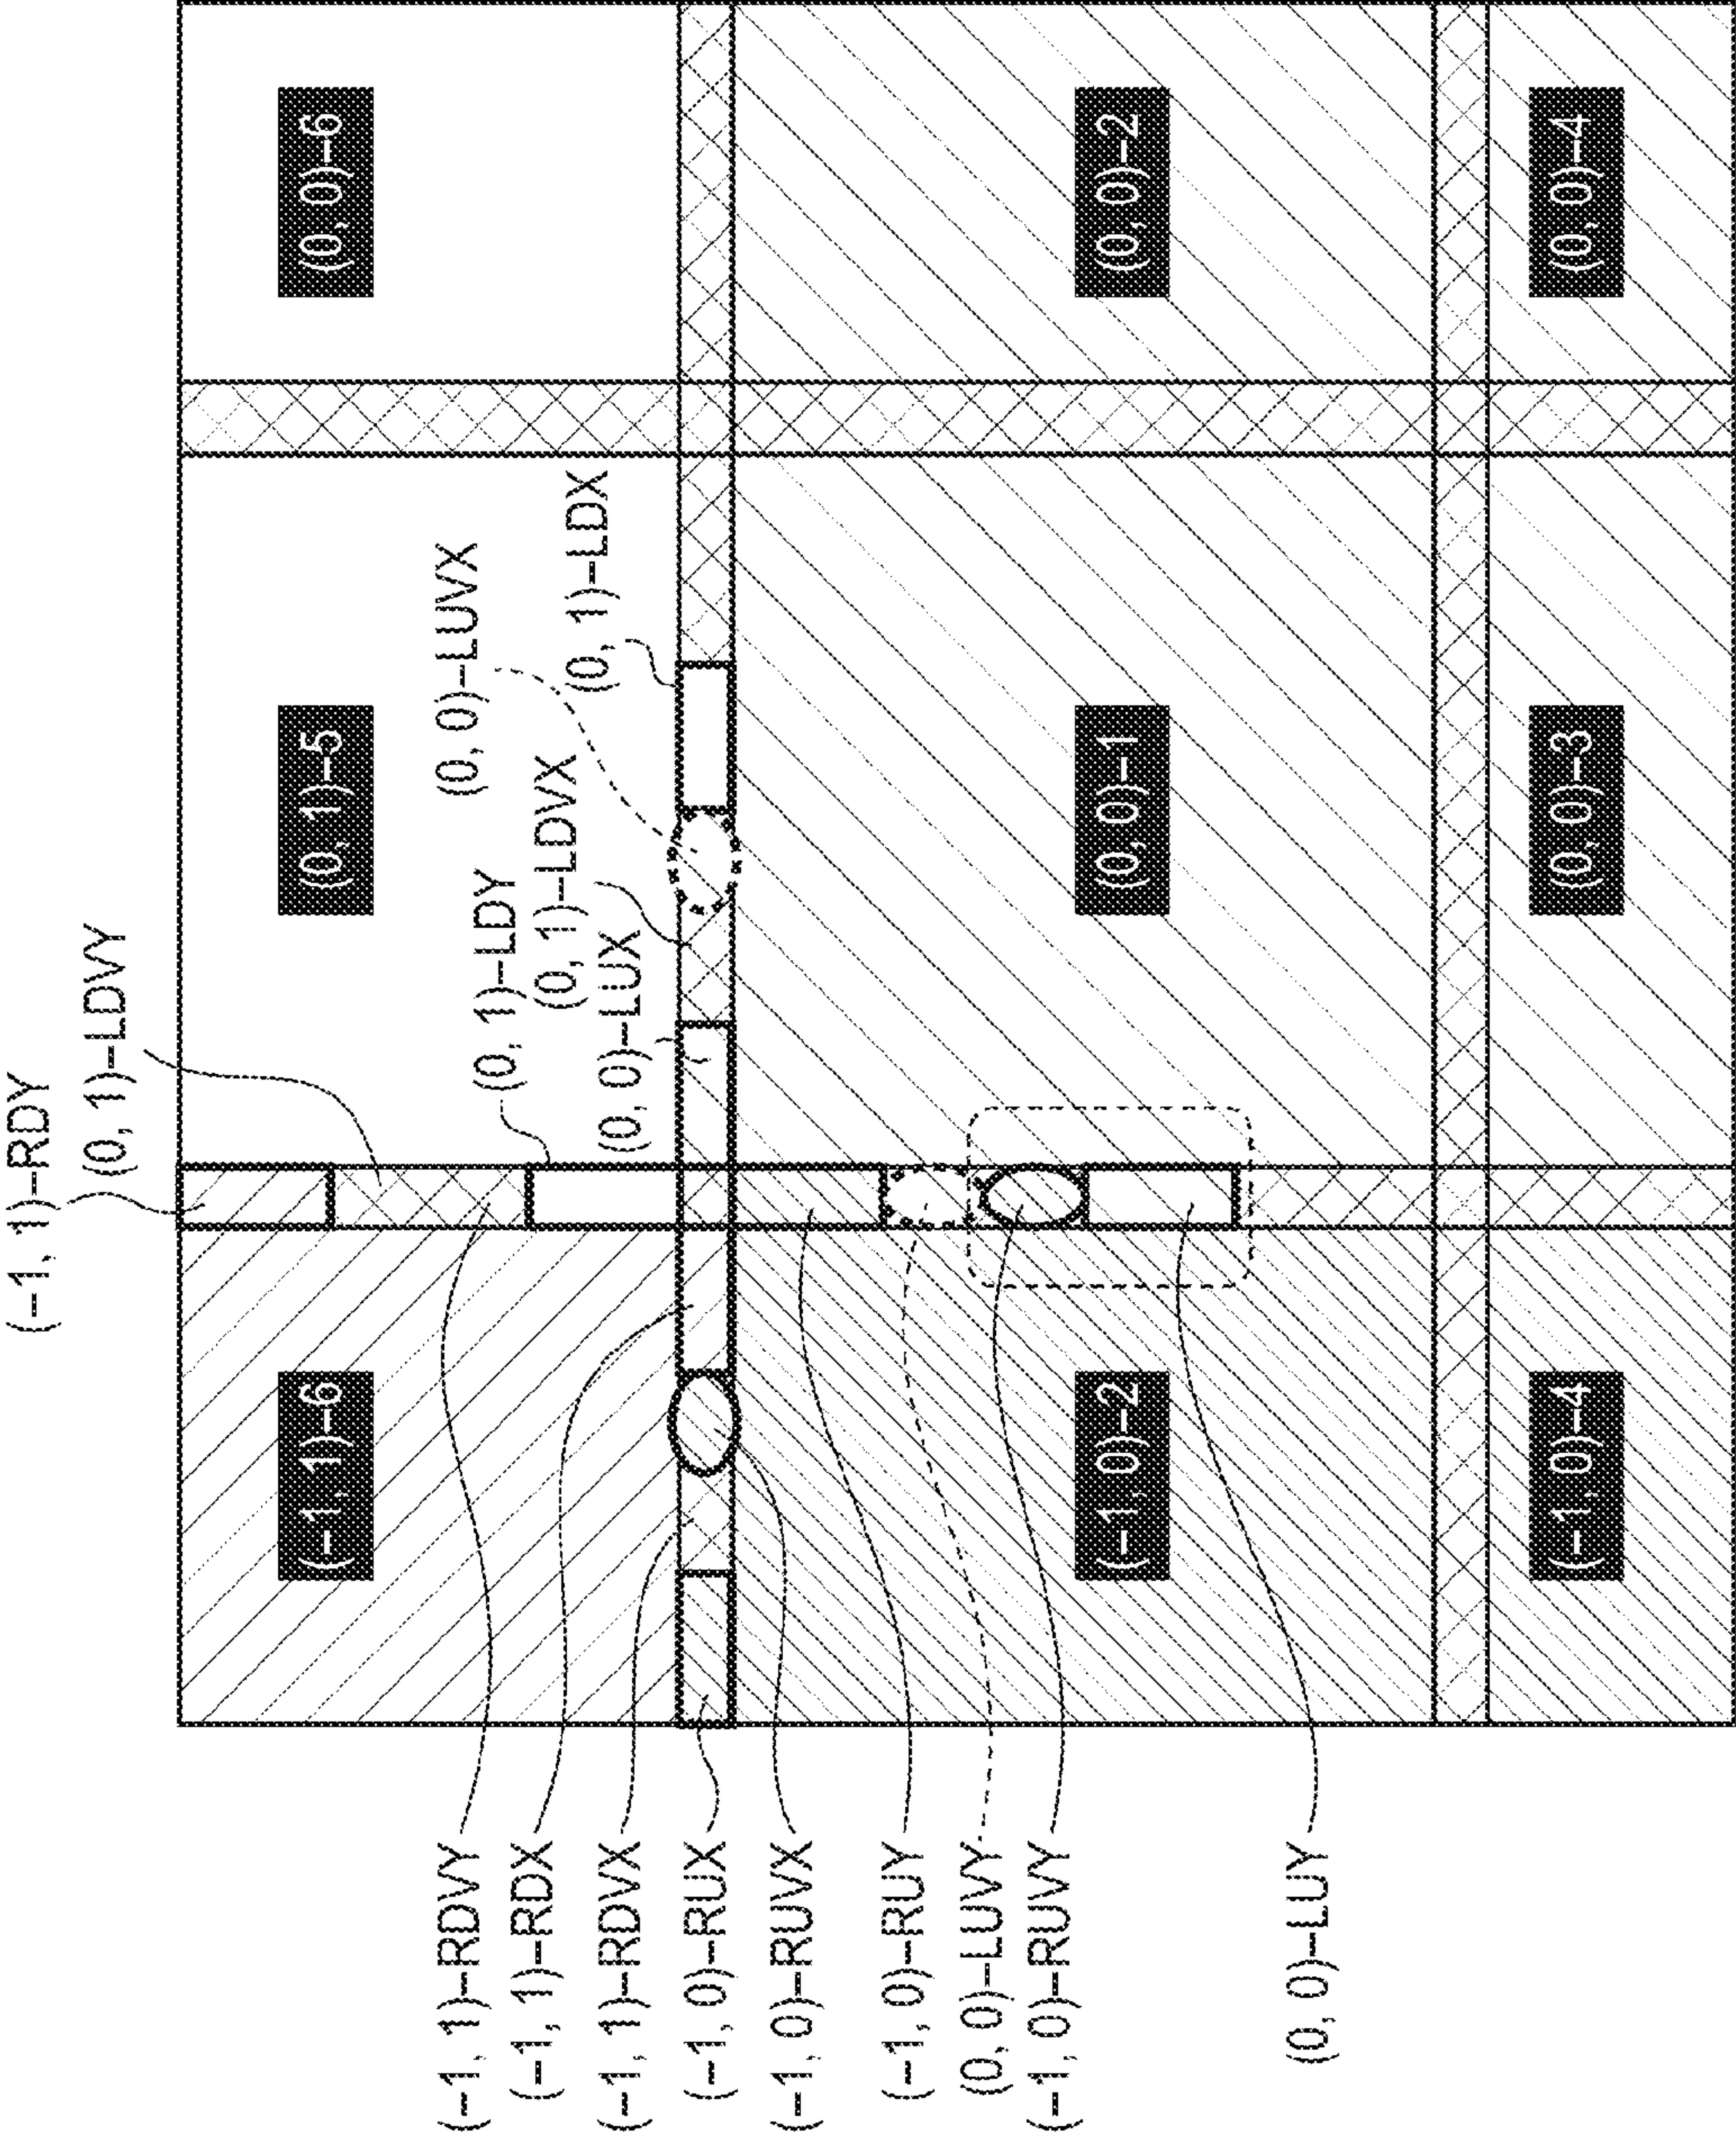 (−1, 1)−RDY
(0, 1)−LDVY
(0, 1)−LDY
(0, 1)−LDVX
(0, 0)−LUX
(0, 0)−LUVX
(0, 1)−LDX
(−1, 1)−6
(0, 1)−5
(0, 0)−6
(−1, 0)−2
(0, 0)−1
(0, 0)−2
(−1, 0)−4
(0, 0)−3
(0, 0)−4
(−1, 1)−RDVY
(−1, 1)−RDX
(−1, 1)−RDVX
(−1, 0)−RUX
(−1, 0)−RUVX
(−1, 0)−RUY
(0, 0)−LUVY
(−1, 0)−RUVY
(0, 0)−LUY